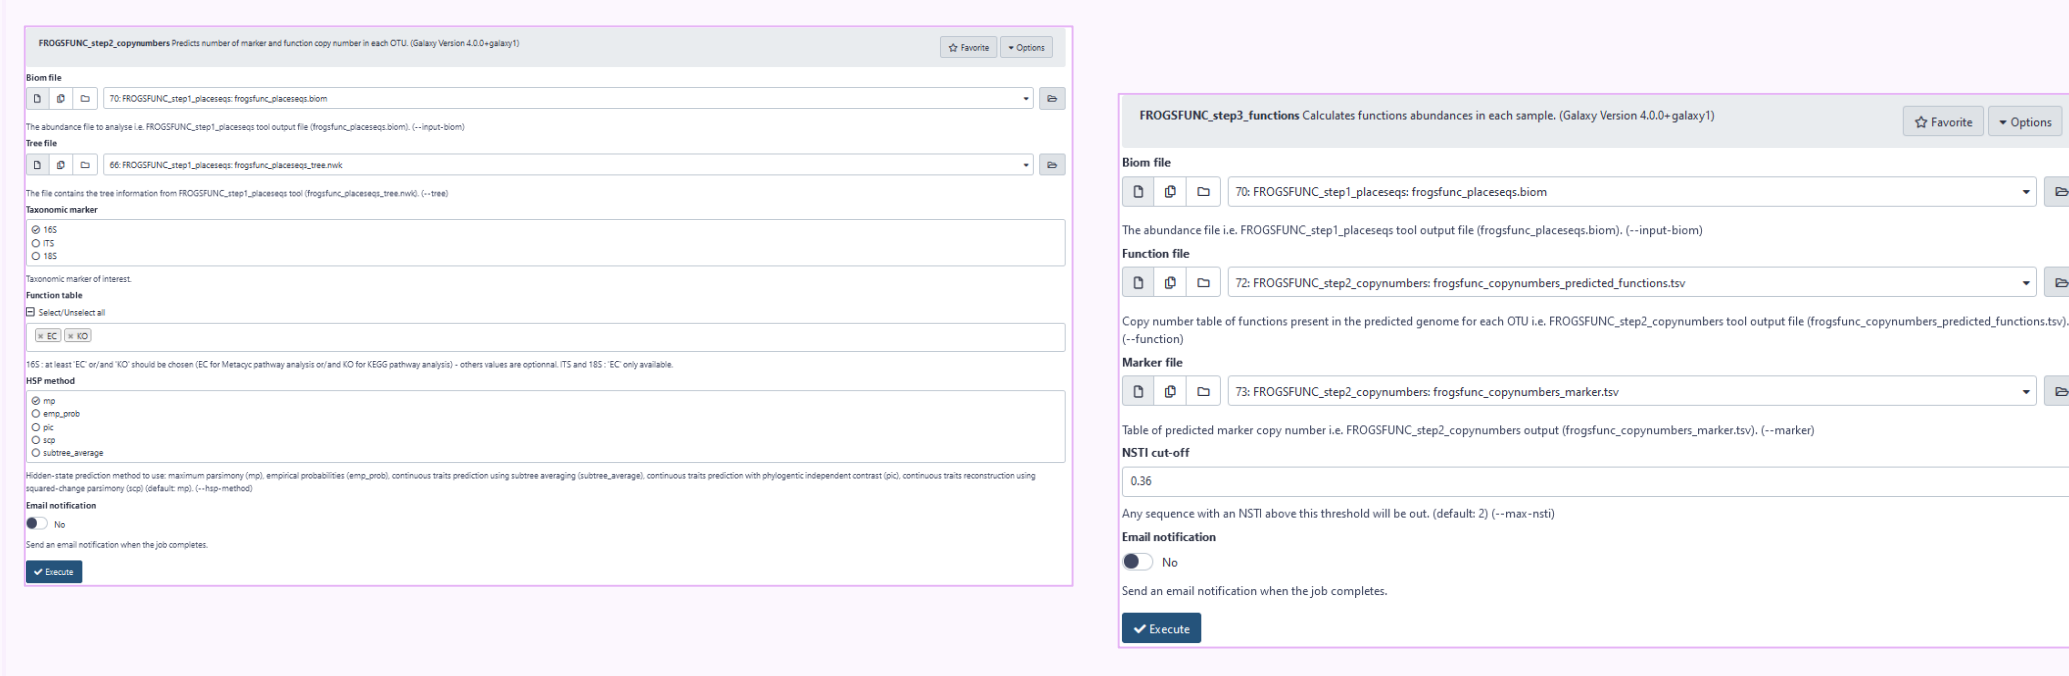 FROGSFUNC_step2_copynumbers Predicts number of marker and function copy number in each OTU. (Galaxy Version 4.0.0+galaxy1)
Favorite
Options
Biom file
70: FROGSFUNC_step1_placeseqs: frogsfunc_placeseqs.biom
The abundance file to analyse i.e. FROGSFUNC_step1_placeseqs tool output file (frogsfunc_placeseqs.biom). (--input-biom)
Tree file
66: FROGSFUNC_step1_placeseqs: frogsfunc_placeseqs_tree.nwk
The file contains the tree information from FROGSFUNC_step1_placeseqs tool (frogsfunc_placeseqs_tree.nwk). (--tree)
Taxonomic marker
16S
ITS
18S
Taxonomic marker of interest.
Function table
Select/Unselect all
EC KO
16S : at least 'EC' or/and 'KO' should be chosen (EC for Metacyc pathway analysis or/and KO for KEGG pathway analysis) - others values are optionnal. ITS and 18S : 'EC' only available.
HSP method
mp
emp_prob
pic
scp
subtree_average
Hidden-state prediction method to use: maximum parsimony (mp), empirical probabilities (emp_prob), continuous traits prediction using subtree averaging (subtree_average), continuous traits prediction with phylogentic independent contrast (pic), continuous traits reconstruction using
squared-change parsimony (scp) (default: mp). (--hsp-method)
Email notification
No
Send an email notification when the job completes.
Execute
FROGSFUNC_step3_functions Calculates functions abundances in each sample. (Galaxy Version 4.0.0+galaxy1)
Favorite
Options
Biom file
70: FROGSFUNC_step1_placeseqs: frogsfunc_placeseqs.biom
The abundance file i.e. FROGSFUNC_step1_placeseqs tool output file (frogsfunc_placeseqs.biom). (--input-biom)
Function file
72: FROGSFUNC_step2_copynumbers: frogsfunc_copynumbers_predicted_functions.tsv
Copy number table of functions present in the predicted genome for each OTU i.e. FROGSFUNC_step2_copynumbers tool output file (frogsfunc_copynumbers_predicted_functions.tsv).
(--function)
Marker file
73: FROGSFUNC_step2_copynumbers: frogsfunc_copynumbers_marker.tsv
Table of predicted marker copy number i.e. FROGSFUNC_step2_copynumbers output (frogsfunc_copynumbers_marker.tsv). (--marker)
NSTI cut-off
0.36
Any sequence with an NSTI above this threshold will be out. (default: 2) (--max-nsti)
Email notification
No
Send an email notification when the job completes.
Execute